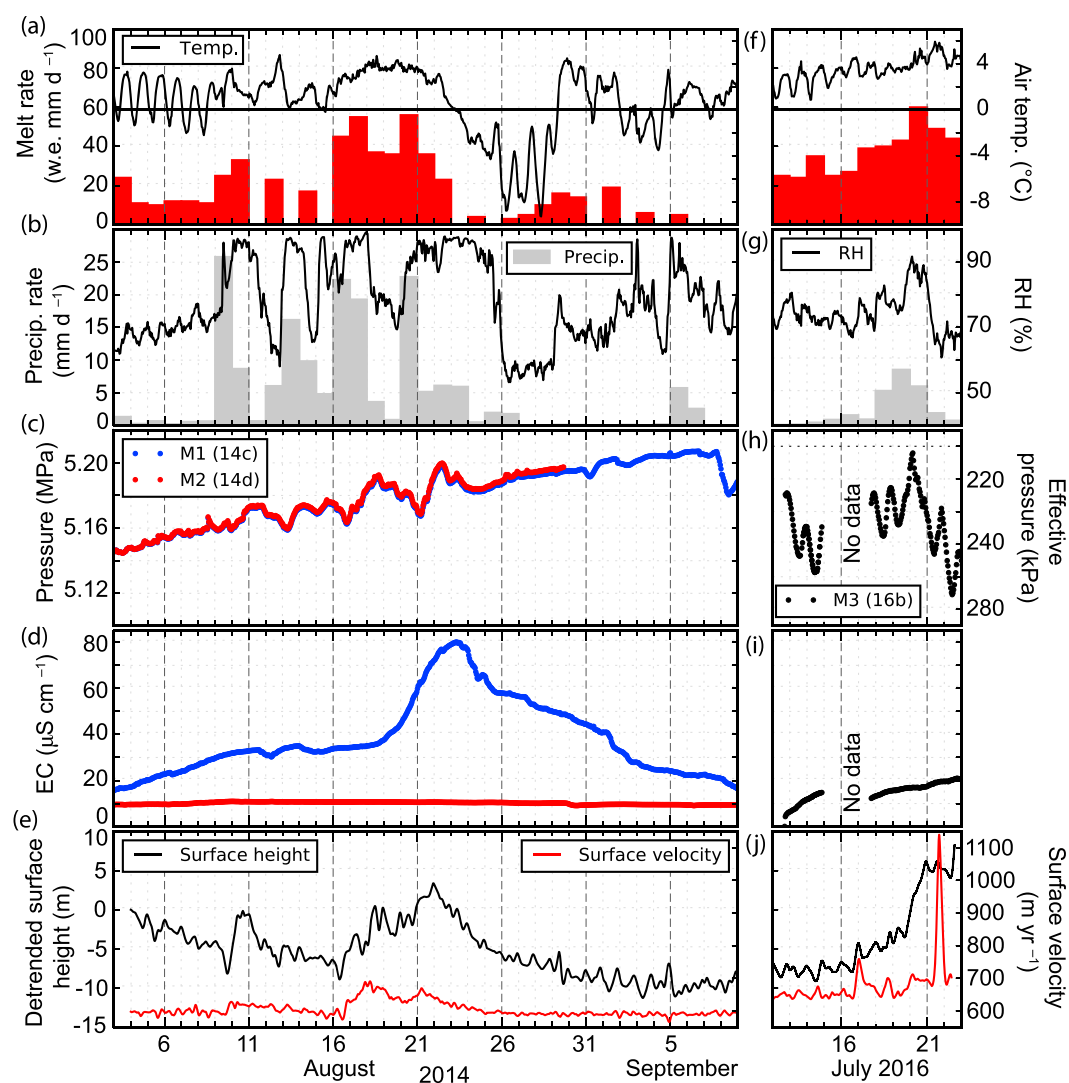 (a)
100
80
60
40
20
0
Melt rate
(w.e. mm d⁻¹)
Temp.
(f)
4
0
-4
-8
Air temp. (°C)
(b)
25
20
15
10
5
0
Precip. rate
(mm d⁻¹)
Precip.
(g)
RH
90
70
50
RH
(%)
(c)
5.20
5.16
5.12
Pressure (MPa)
M1 (14c)
M2 (14d)
(h)
No data
M3 (16b)
220
240
260
280
Effective
pressure (kPa)
(d)
80
60
40
20
0
EC (µS cm⁻¹)
(i)
No data
(e)
10
5
0
-5
-10
-15
Detrended surface
height (m)
Surface height
Surface velocity
(j)
1100
1000
900
800
700
600
Surface velocity
(m yr⁻¹)
6
11
16
21
26
31
5
16
21
August
2014
September
July 2016